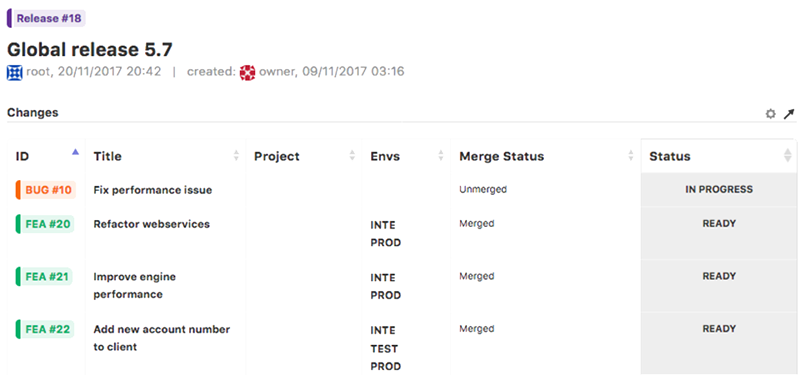 Release #18
Global release 5.7
root, 20/11/2017 20:42 | created: owner, 09/11/2017 03:16
Changes
ID Title Project Envs Merge Status Status
BUG #10 Fix performance issue Unmerged IN PROGRESS
FEA #20 Refactor webservices INTE Merged READY
PROD
FEA #21 Improve engine INTE Merged READY
performance PROD
FEA #22 Add new account number INTE Merged READY
to client TEST
PROD